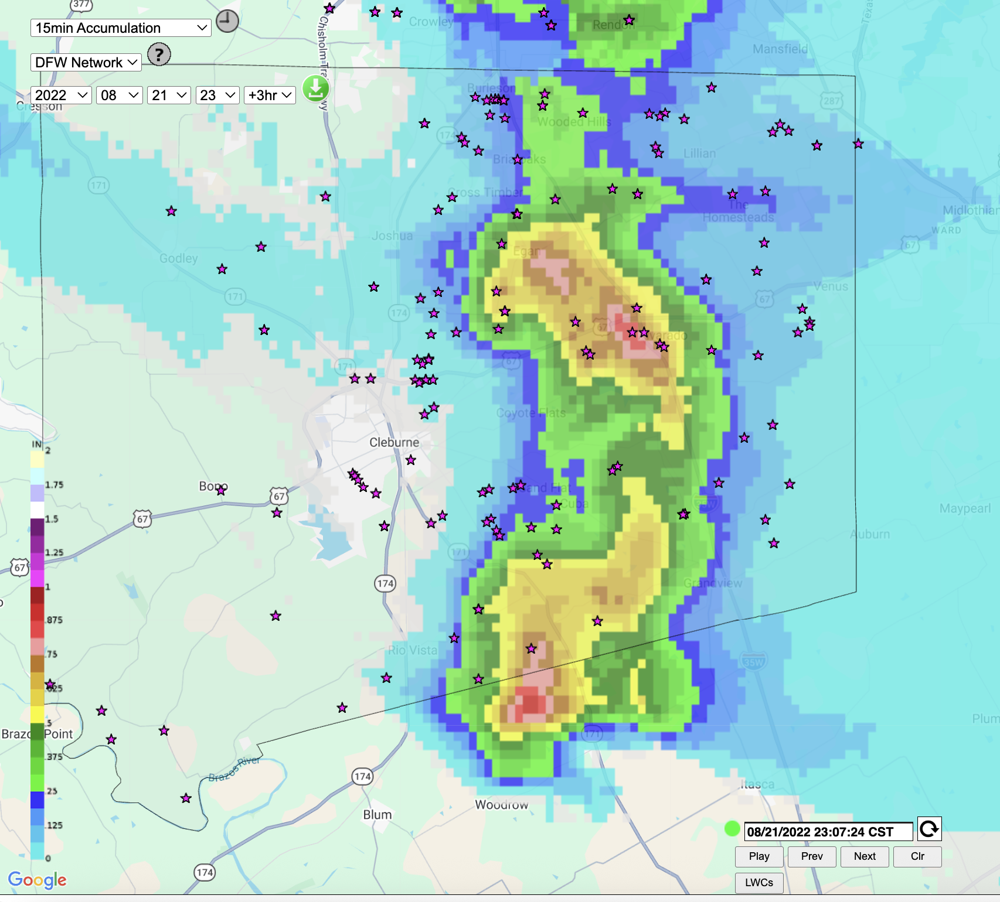 377
15min Accumulation
Crowley
Rendon
Texas
Chisholm Trail
wy
Mansfield
DFW Network
?
2022 08 21 23 +3hr
Cresson
Burleson
287
Wooded Hills
174
Lillian
Briaroaks
171
Cross Timber
The
Homesteads
Midlothian
WARD
Joshua
67
Egan
Godley
Venus
171
67
174
67
Alvarado
171
67
Coyote Flats
Cleburne
IN
2
1.75
Bono
67
Sand Flat
Cuba
35W
Maypearl
67
1.5
Auburn
1.25
171
67
174
Grandview
1
.875
.75
Rio Vista
35W
.625
.5
Brazos Point
Plum
171
.375
Brazos River
174
Itasca
.25
Woodrow
Blum
.125
08/21/2022 23:07:24 CST
0
Play Prev Next Clr
174
Google
LWCs